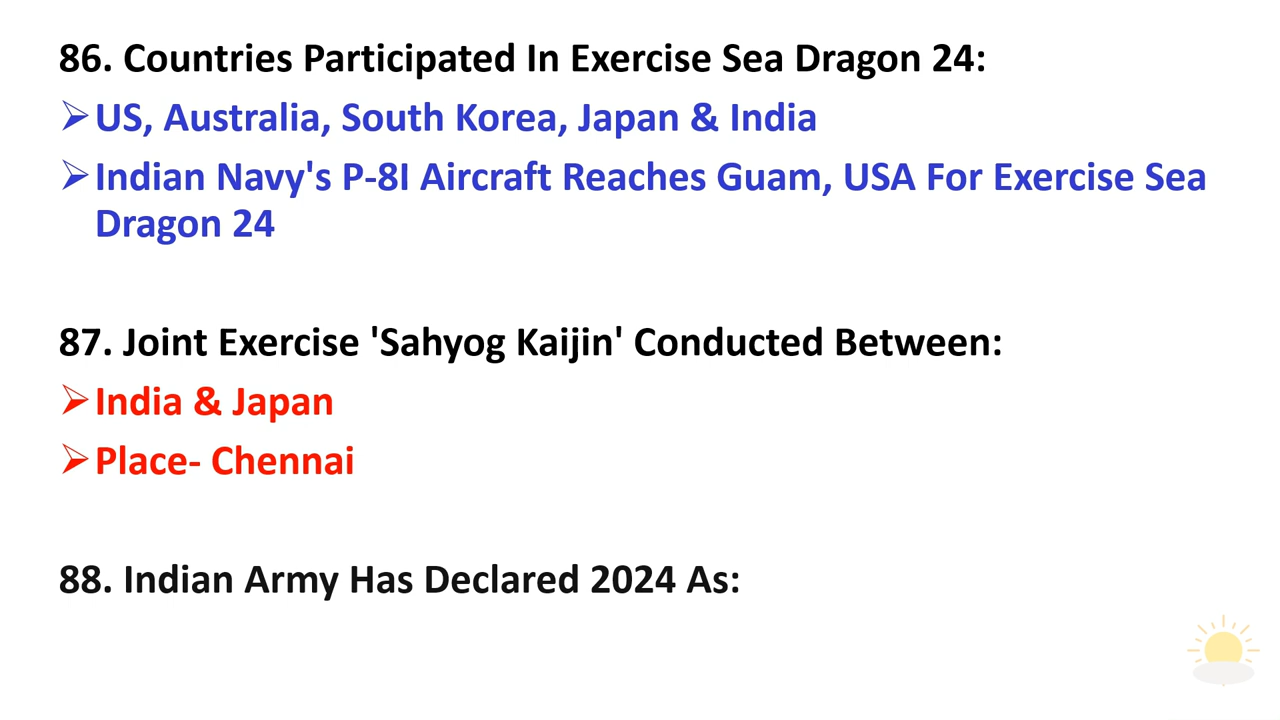 86. Countries Participated In Exercise Sea Dragon 24:
➢US, Australia, South Korea, Japan & India
➢Indian Navy's P-8I Aircraft Reaches Guam, USA For Exercise Sea
Dragon 24
87. Joint Exercise 'Sahyog Kaijin' Conducted Between:
➢India & Japan
➢Place- Chennai
88. Indian Army Has Declared 2024 As: